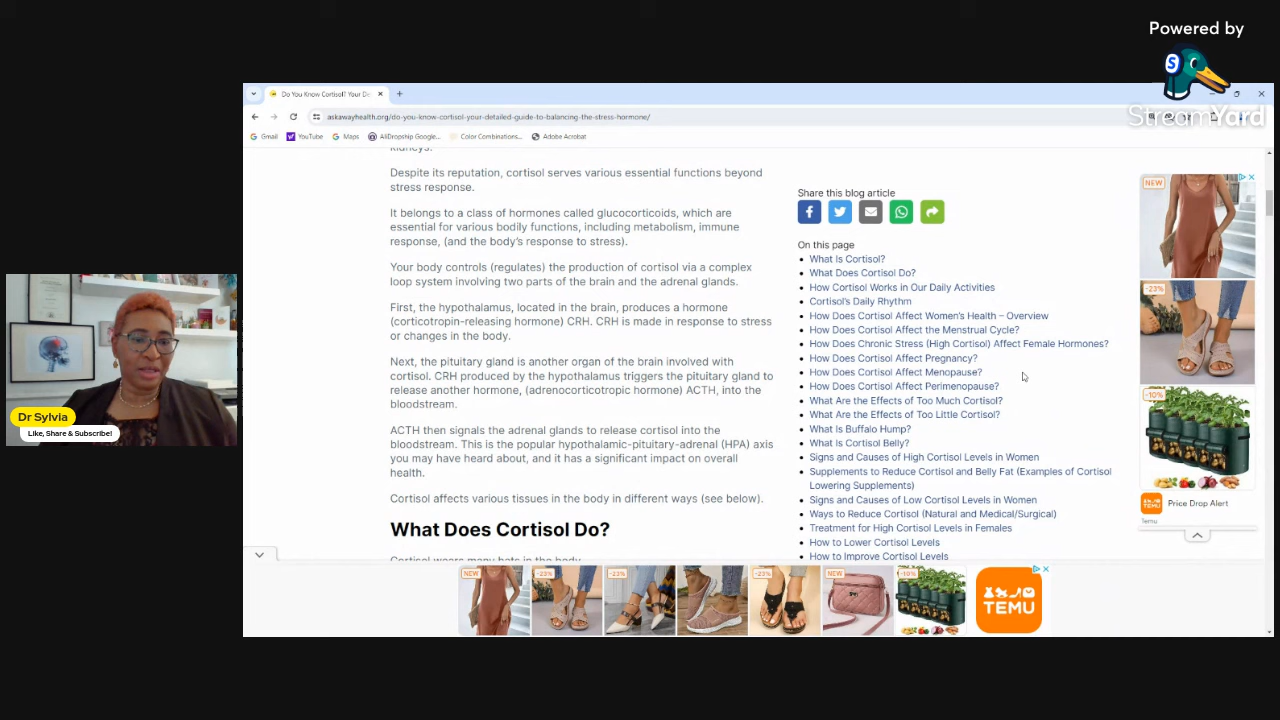 Powered by
S
StreamYard
Do You Know Cortisol? Your De
askawayhealth.org/do-you-know-cortisol-your-detailed-guide-to-balancing-the-stress-hormone/
Gmail
YouTube
Maps
AliDropship Google...
Color Combinations...
Adobe Acrobat
kidneys.
Despite its reputation, cortisol serves various essential functions beyond
stress response.
It belongs to a class of hormones called glucocorticoids, which are
essential for various bodily functions, including metabolism, immune
response, (and the body's response to stress).
Your body controls (regulates) the production of cortisol via a complex
loop system involving two parts of the brain and the adrenal glands.
First, the hypothalamus, located in the brain, produces a hormone
(corticotropin-releasing hormone) CRH. CRH is made in response to stress
or changes in the body.
Next, the pituitary gland is another organ of the brain involved with
cortisol. CRH produced by the hypothalamus triggers the pituitary gland to
release another hormone, (adrenocorticotropic hormone) ACTH, into the
bloodstream.
ACTH then signals the adrenal glands to release cortisol into the
bloodstream. This is the popular hypothalamic-pituitary-adrenal (HPA) axis
you may have heard about, and it has a significant impact on overall
health.
Cortisol affects various tissues in the body in different ways (see below).
What Does Cortisol Do?
Cortisol wears many hats in the body.
Share this blog article
On this page
What Is Cortisol?
What Does Cortisol Do?
How Cortisol Works in Our Daily Activities
Cortisol's Daily Rhythm
How Does Cortisol Affect Women's Health – Overview
How Does Cortisol Affect the Menstrual Cycle?
How Does Chronic Stress (High Cortisol) Affect Female Hormones?
How Does Cortisol Affect Pregnancy?
How Does Cortisol Affect Menopause?
How Does Cortisol Affect Perimenopause?
What Are the Effects of Too Much Cortisol?
What Are the Effects of Too Little Cortisol?
What Is Buffalo Hump?
What Is Cortisol Belly?
Signs and Causes of High Cortisol Levels in Women
Supplements to Reduce Cortisol and Belly Fat (Examples of Cortisol
Lowering Supplements)
Signs and Causes of Low Cortisol Levels in Women
Ways to Reduce Cortisol (Natural and Medical/Surgical)
Treatment for High Cortisol Levels in Females
How to Lower Cortisol Levels
How to Improve Cortisol Levels
NEW
-23%
-10%
Price Drop Alert
Temu
Dr Sylvia
Like, Share & Subscribe!
NEW
-23%
-23%
-23%
NEW
-10%
TEMU